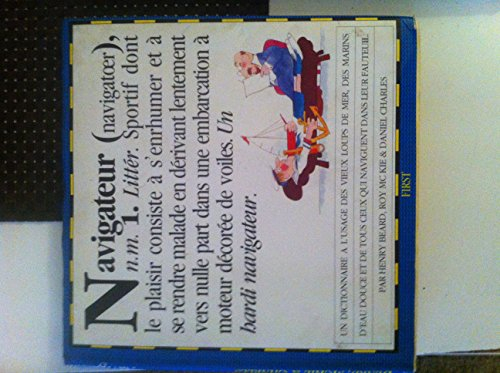 Navigateur (navigatœr),
n.m. 1. Littér. Sportif dont
le plaisir consiste à s'enrhumer et à
se rendre malade en dérivant lentement
vers nulle part dans une embarcation à
moteur décorée de voiles. Un
hardi navigateur.
UN DICTIONNAIRE A L'USAGE DES VIEUX LOUPS DE MER, DES MARINS
D'EAU DOUCE ET DE TOUS CEUX QUI NAVIGUENT DANS LEUR FAUTEUIL.
PAR HENRY BEARD, ROY MC KIE & DANIEL CHARLES
FIRST